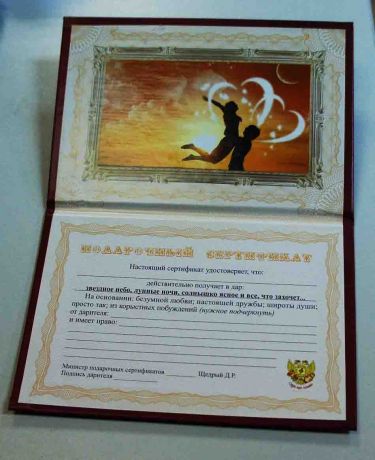 ПОДАРОЧНЫЙ СЕРТИФИКАТ
Настоящий сертификат удостоверяет, что:
действительно получает в дар:
звездное небо, лунные ночи, солнышко ясное и все, что захочет...
На основании: безумной любви; настоящей дружбы; широты души;
просто так; из корыстных побуждений (нужное подчеркнуть)
от дарителя:
и имеет право:
Министр подарочных сертификатов Щедрый Д.Р.
Подпись дарителя